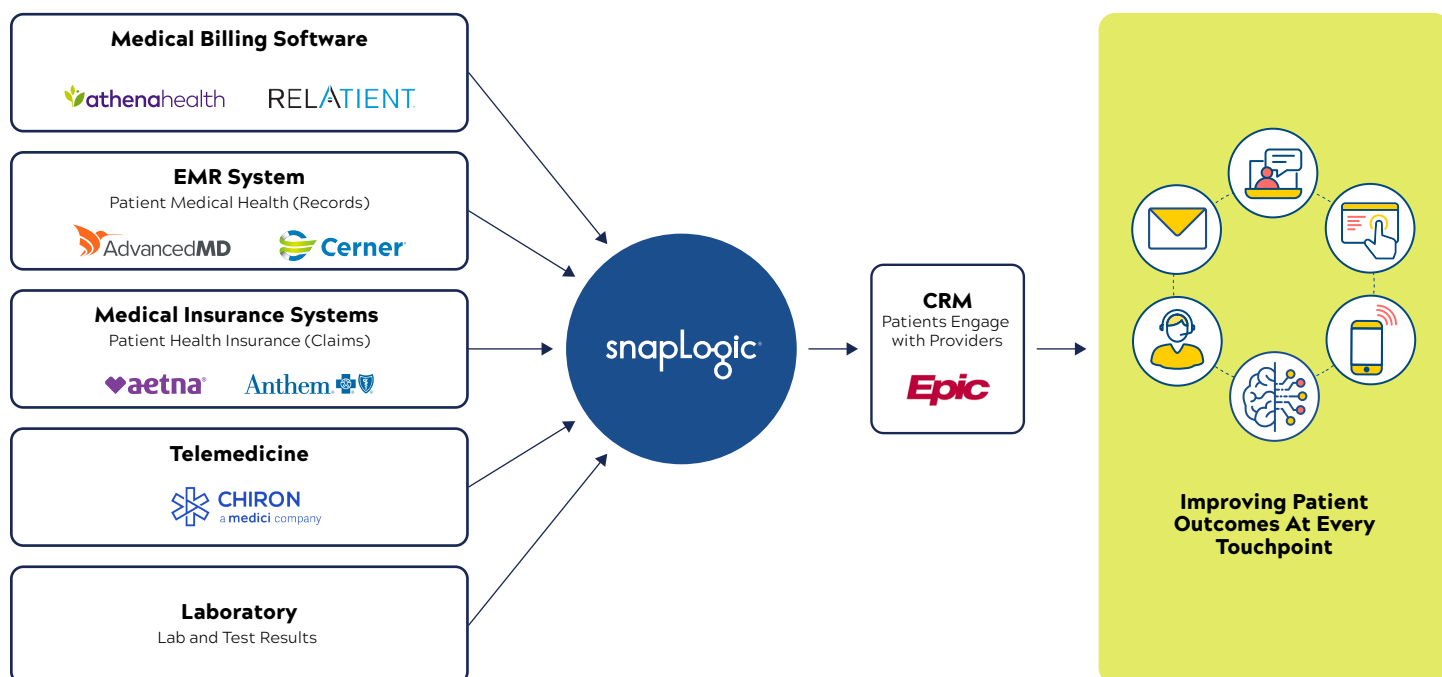 Medical Billing Software
athenahealth
RELATIENT
EMR System
Patient Medical Health (Records)
AdvancedMD
Cerner
Medical Insurance Systems
Patient Health Insurance (Claims)
aetna®
Anthem
Telemedicine
CHIRON
a medici company
Laboratory
Lab and Test Results
snapLogic
CRM
Patients Engage
with Providers
Epic
Improving Patient
Outcomes At Every
Touchpoint